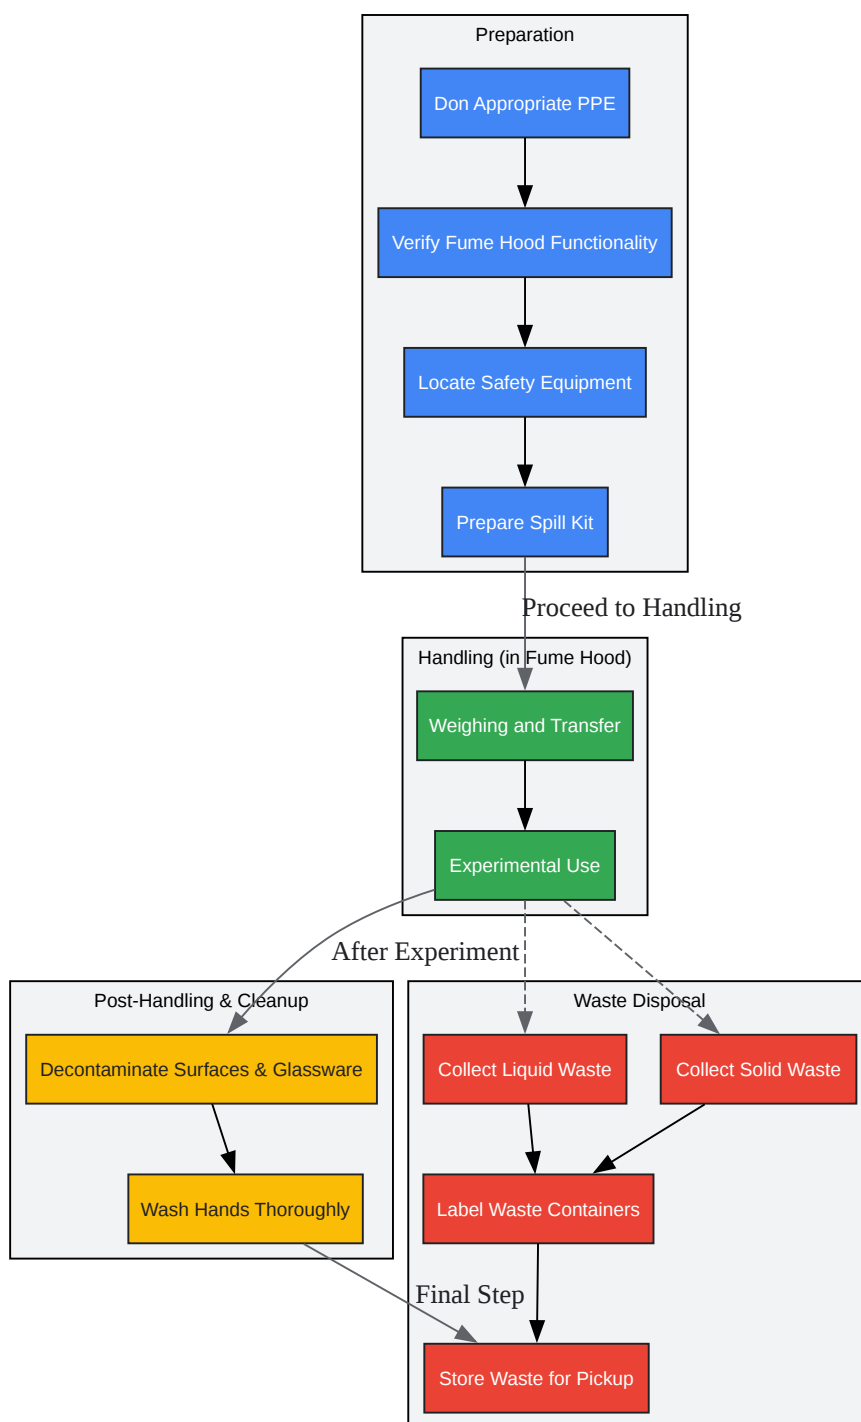 Preparation
Don Appropriate PPE
Verify Fume Hood Functionality
Locate Safety Equipment
Prepare Spill Kit
Proceed to Handling
Handling (in Fume Hood)
Weighing and Transfer
Experimental Use
After Experiment
Post-Handling & Cleanup
Decontaminate Surfaces & Glassware
Wash Hands Thoroughly
Waste Disposal
Collect Liquid Waste
Collect Solid Waste
Label Waste Containers
Final Step
Store Waste for Pickup